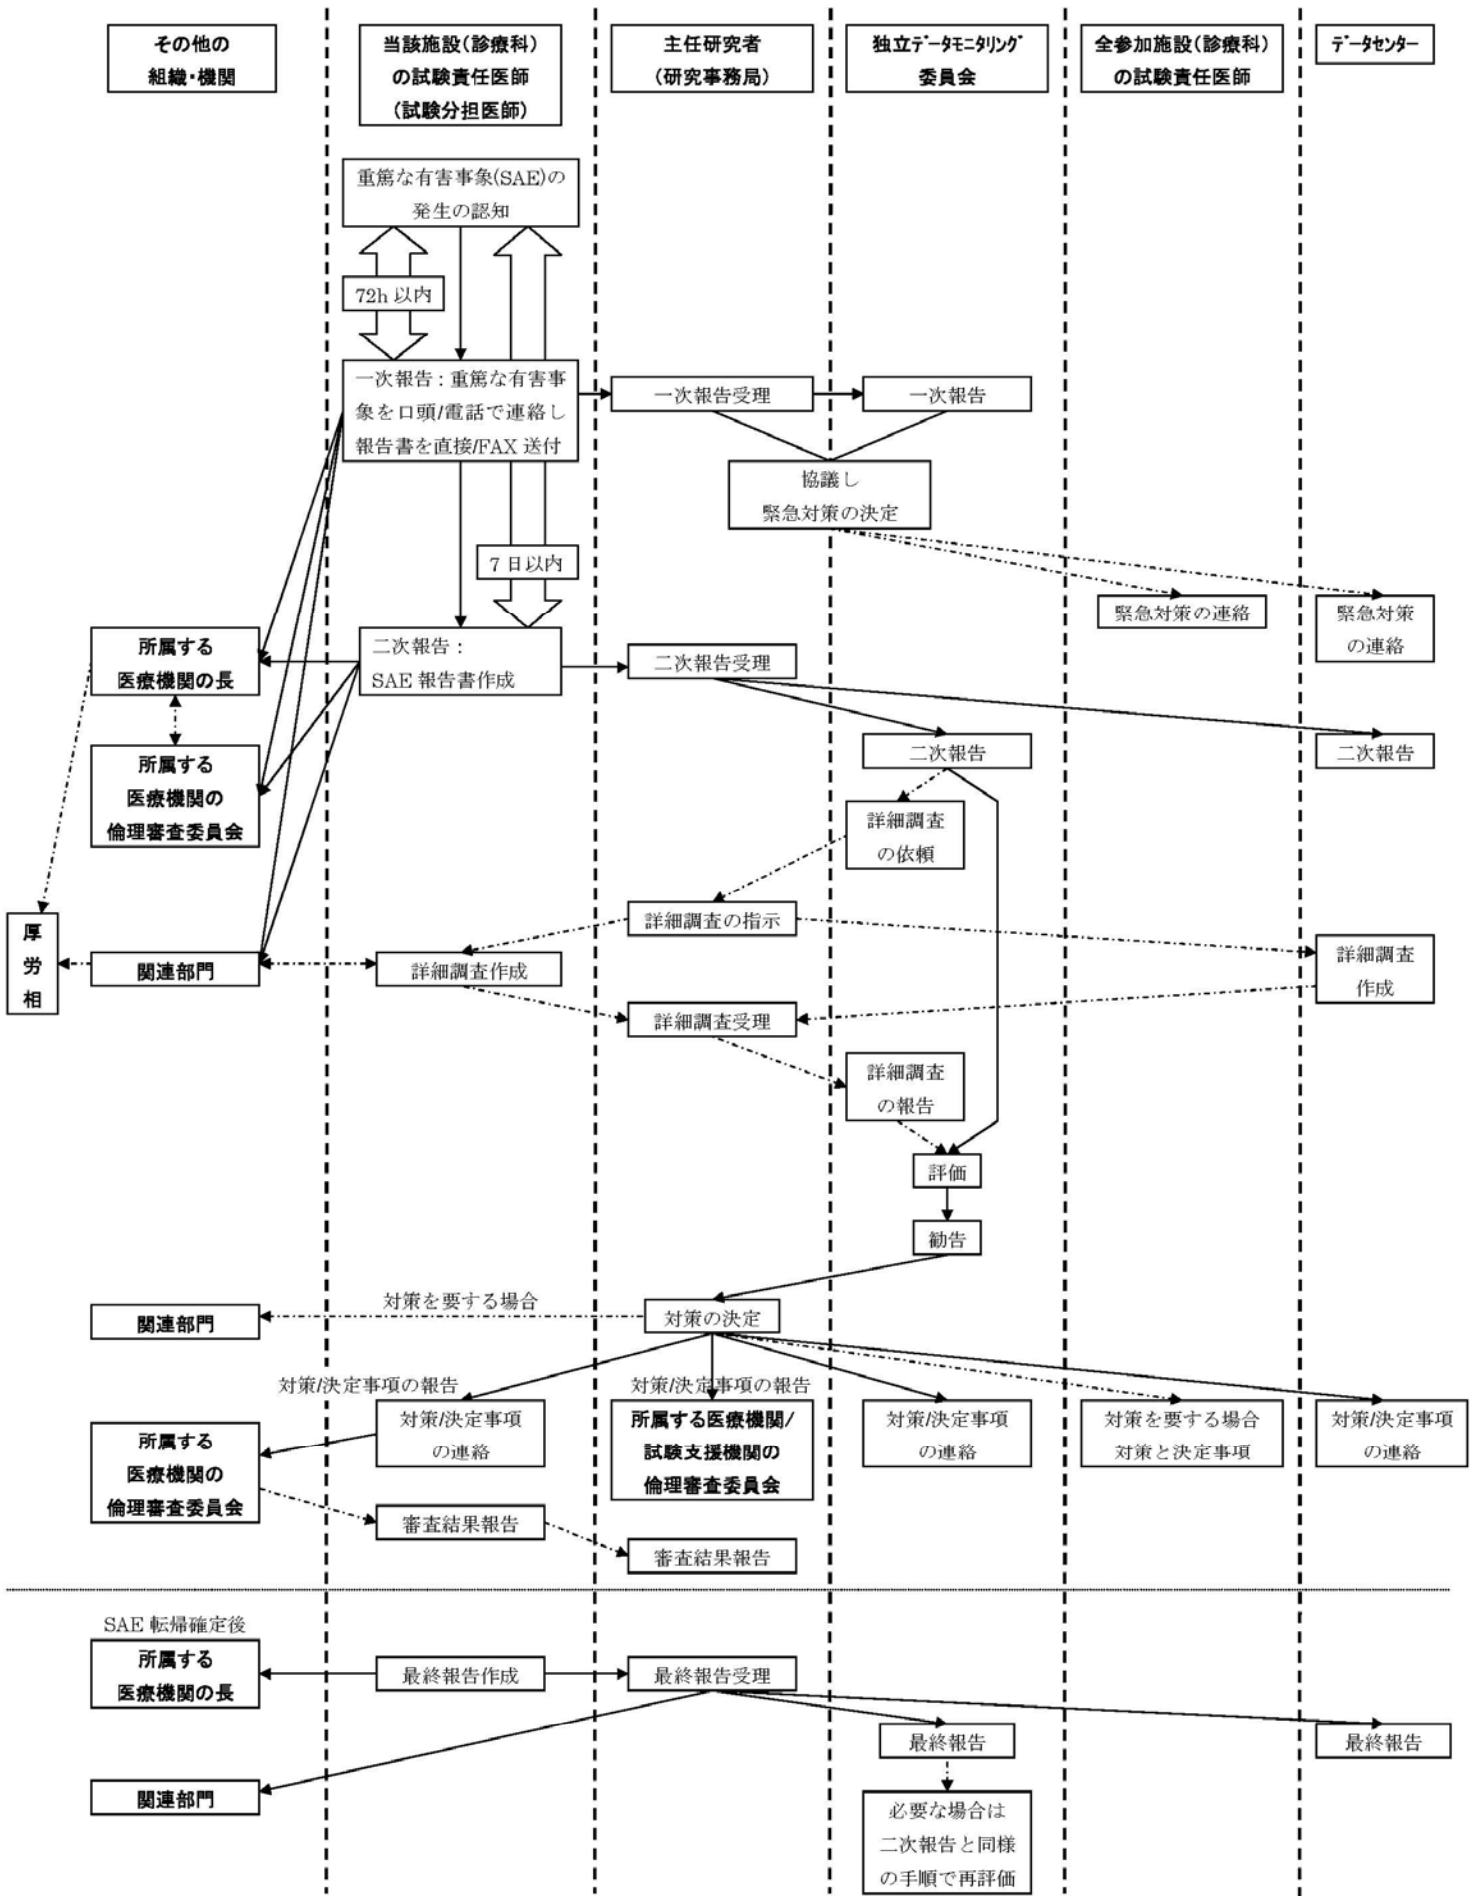 その他の
組織・機関
当該施設(診療科)
の試験責任医師
(試験分担医師)
主任研究者
(研究事務局)
独立ﾃﾞｰﾀﾓﾆﾀﾘﾝｸﾞ
委員会
全参加施設(診療科)
の試験責任医師
ﾃﾞｰﾀｾﾝﾀｰ
重篤な有害事象(SAE)の
発生の認知
72h 以内
一次報告：重篤な有害事
象を口頭/電話で連絡し
報告書を直接/FAX 送付
一次報告受理
一次報告
協議し
緊急対策の決定
7 日以内
緊急対策の連絡
緊急対策
の連絡
所属する
医療機関の長
二次報告：
SAE 報告書作成
二次報告受理
二次報告
二次報告
所属する
医療機関の
倫理審査委員会
詳細調査
の依頼
詳細調査の指示
厚
労
相
関連部門
詳細調査作成
詳細調査
作成
詳細調査受理
詳細調査
の報告
評価
勧告
対策を要する場合
関連部門
対策の決定
対策/決定事項の報告
対策/決定事項の報告
所属する
医療機関の
倫理審査委員会
対策/決定事項
の連絡
所属する医療機関/
試験支援機関の
倫理審査委員会
対策/決定事項
の連絡
対策を要する場合
対策と決定事項
対策/決定事項
の連絡
審査結果報告
審査結果報告
SAE 転帰確定後
所属する
医療機関の長
最終報告作成
最終報告受理
最終報告
最終報告
関連部門
必要な場合は
二次報告と同様
の手順で再評価